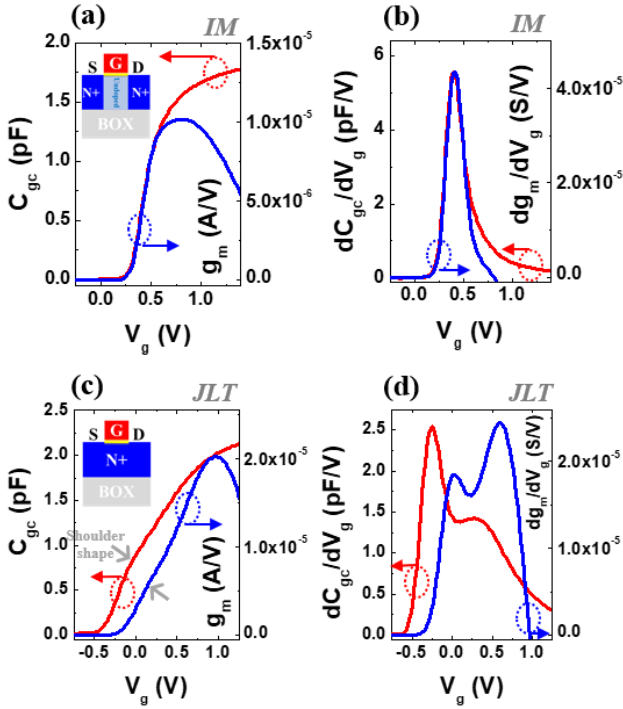 (a) IM
2.0
1.5
1.0
0.5
0.0
C_gc (pF)
S G D
N+ Undoped N+
BOX
1.5x10^-5
1.0x10^-5
5.0x10^-6
0.0
g_m (A/V)
0.0 0.5 1.0
V_g (V)
(b) IM
6
4
2
0
dC_gc/dV_g (pF/V)
4.0x10^-5
2.0x10^-5
0.0
dg_m/dV_g (S/V)
0.0 0.5 1.0
V_g (V)
(c) JLT
2.5
2.0
1.5
1.0
0.5
0.0
C_gc (pF)
S G D
N+
BOX
Shoulder
shape
2.0x10^-5
1.0x10^-5
0.0
g_m (A/V)
-0.5 0.0 0.5 1.0
V_g (V)
(d) JLT
2.5
2.0
1.5
1.0
0.5
0.0
dC_gc/dV_g (pF/V)
2.0x10^-5
1.0x10^-5
0.0
dg_m/dV_g (S/V)
-0.5 0.0 0.5 1.0
V_g (V)